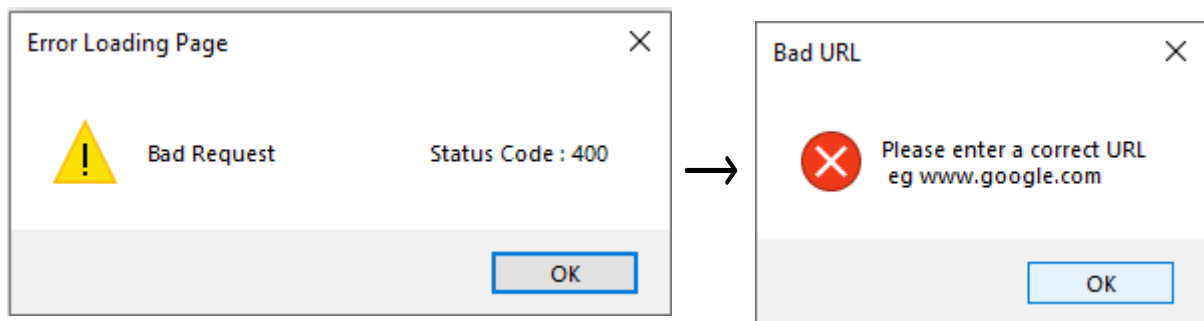 Error Loading Page
Bad Request Status Code : 400
OK
Bad URL
Please enter a correct URL
eg www.google.com
OK